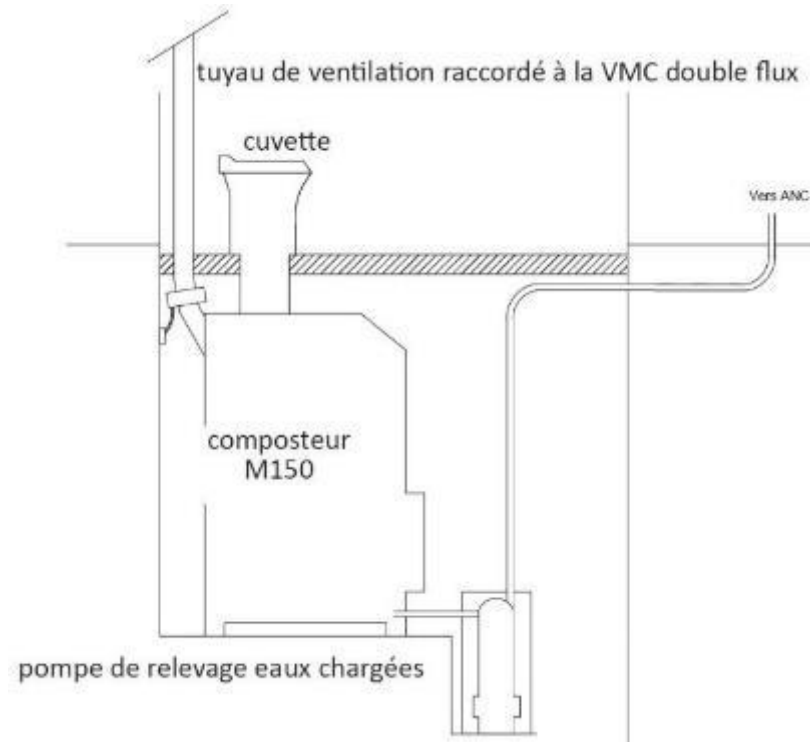 tuyau de ventilation raccordé à la VMC double flux
cuvette
Vers ANC
composteur
M150
pompe de relevage eaux chargées